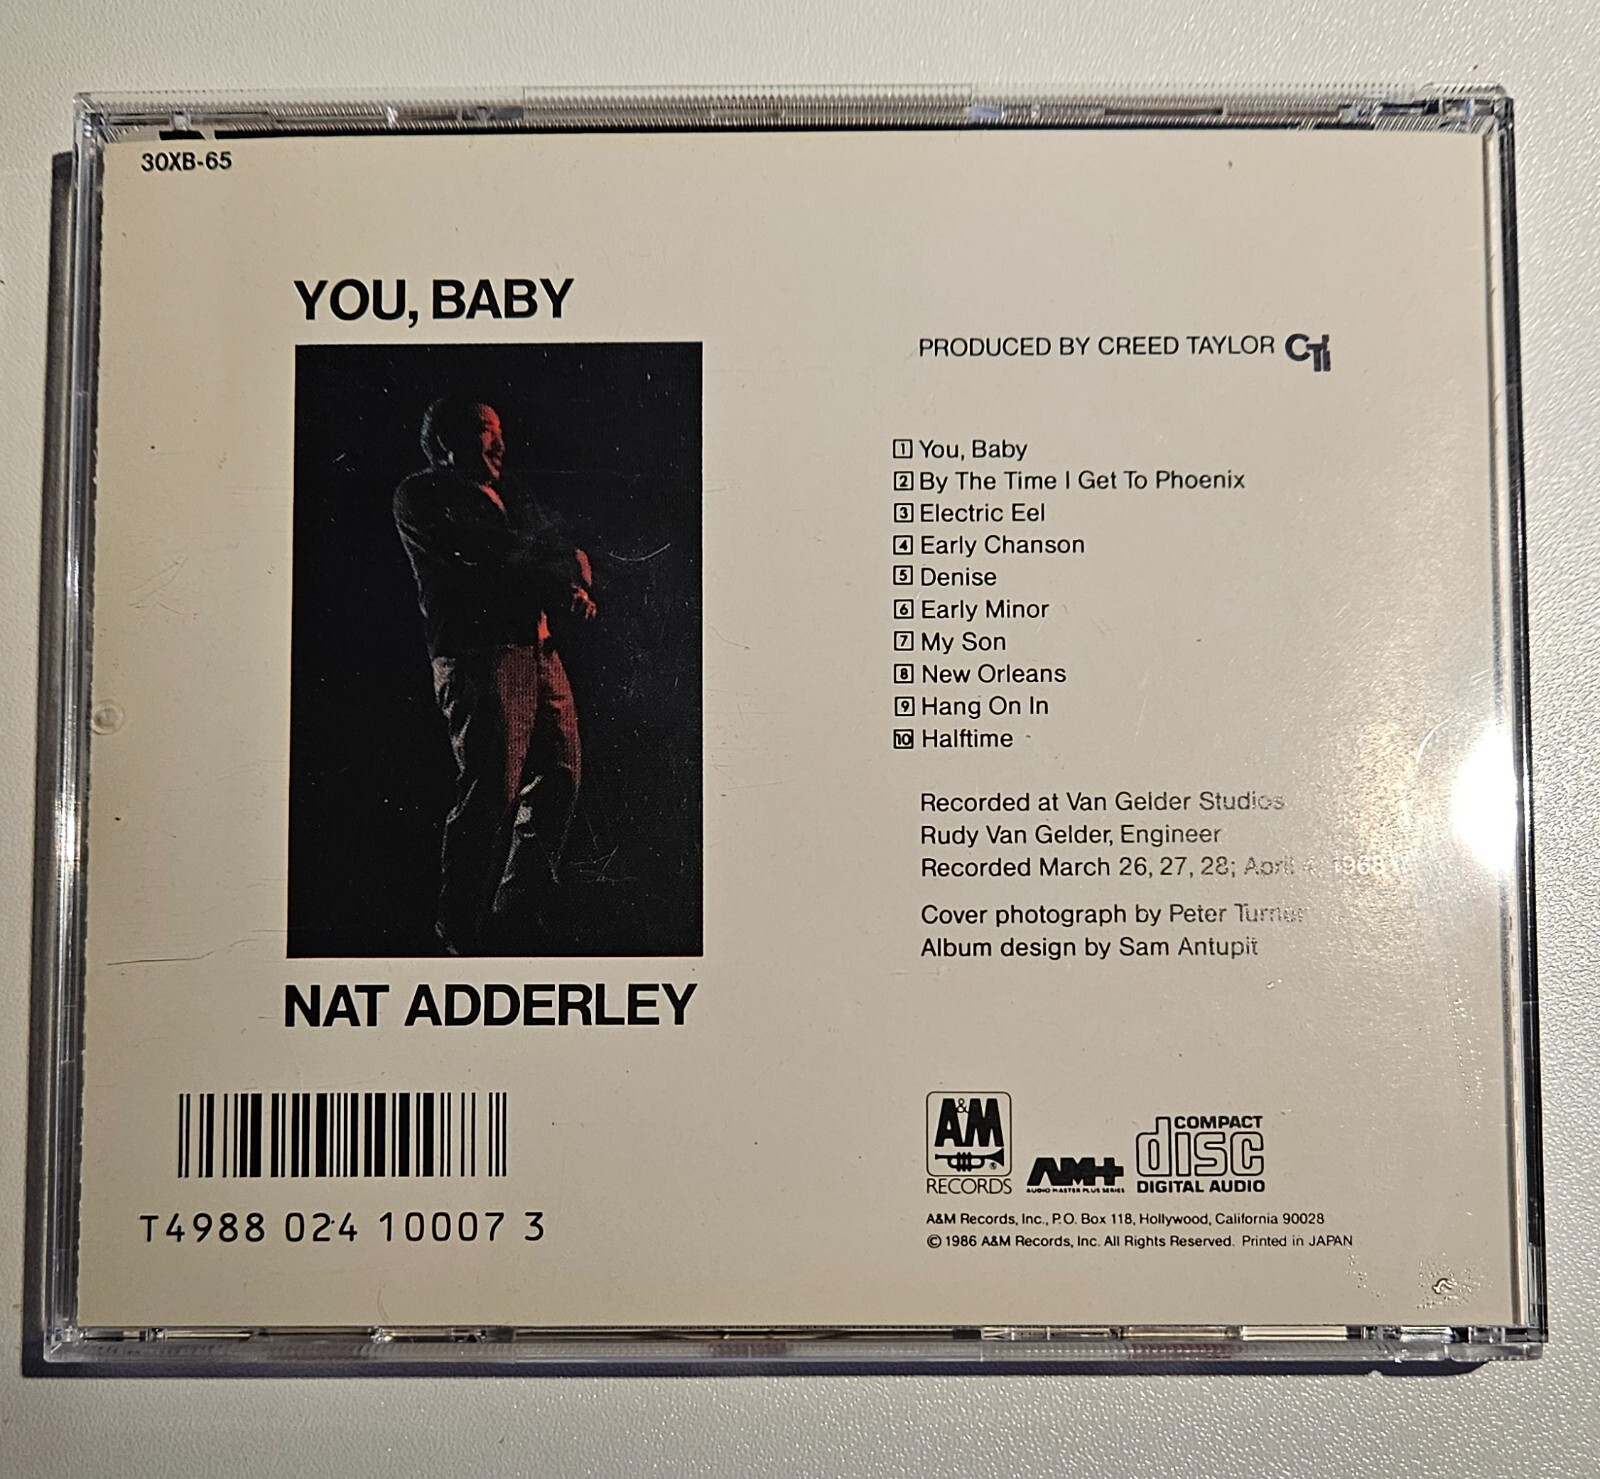 30XB-65
YOU, BABY
NAT ADDERLEY
PRODUCED BY CREED TAYLOR CTi
1 You, Baby
2 By The Time I Get To Phoenix
3 Electric Eel
4 Early Chanson
5 Denise
6 Early Minor
7 My Son
8 New Orleans
9 Hang On In
10 Halftime
Recorded at Van Gelder Studios
Rudy Van Gelder, Engineer
Recorded March 26, 27, 28; April 4, 1968
Cover photograph by Peter Turner
Album design by Sam Antupit
T4988 024 10007 3
A&M
RECORDS
AM+
AUDIO MASTER PLUS SERIES
COMPACT
disc
DIGITAL AUDIO
A&M Records, Inc., P.O. Box 118, Hollywood, California 90028
© 1986 A&M Records, Inc. All Rights Reserved. Printed in JAPAN